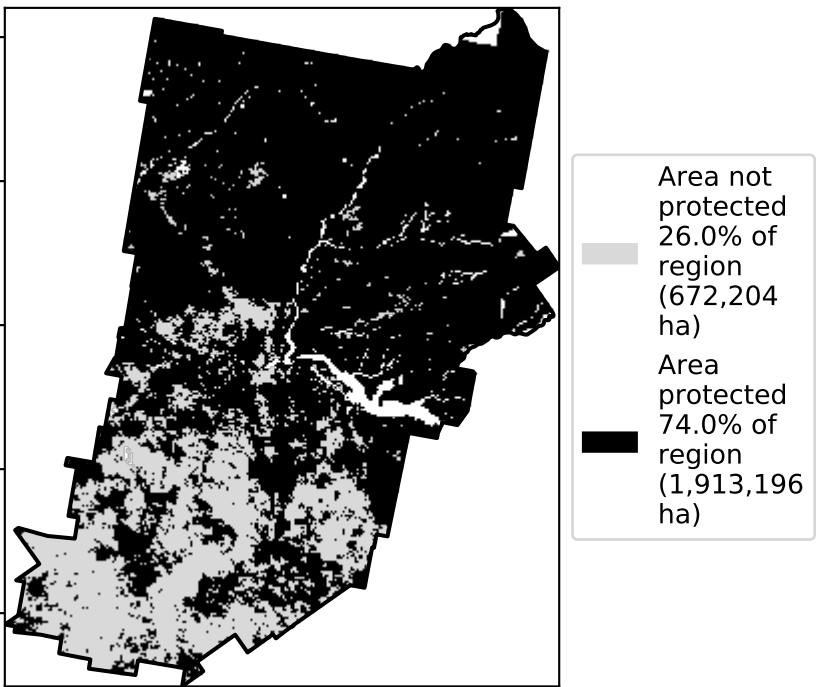 Area not
protected
26.0% of
region
(672,204
ha)
Area
protected
74.0% of
region
(1,913,196
ha)